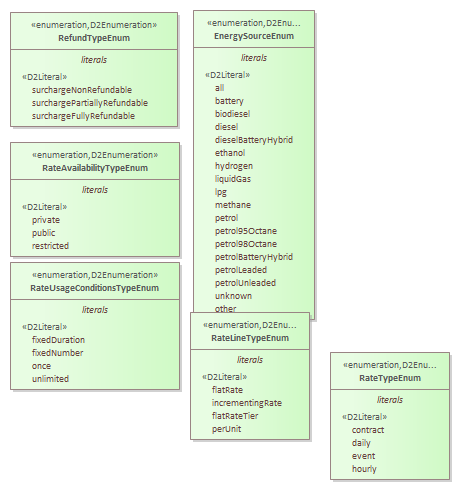 «enumeration,D2Enumeration»
RefundTypeEnum
literals
«D2Literal»
surchargeNonRefundable
surchargePartiallyRefundable
surchargeFullyRefundable
«enumeration,D2Enumeration»
RateAvailabilityTypeEnum
literals
«D2Literal»
private
public
restricted
«enumeration,D2Enumeration»
RateUsageConditionsTypeEnum
literals
«D2Literal»
fixedDuration
fixedNumber
once
unlimited
«enumeration,D2Enu...
EnergySourceEnum
literals
«D2Literal»
all
battery
biodiesel
diesel
dieselBatteryHybrid
ethanol
hydrogen
liquidGas
lpg
methane
petrol
petrol95Octane
petrol98Octane
petrolBatteryHybrid
petrolLeaded
petrolUnleaded
unknown
other
«enumeration,D2Enu...
RateLineTypeEnum
literals
«D2Literal»
flatRate
incrementingRate
flatRateTier
perUnit
«enumeration,D2Enu...
RateTypeEnum
literals
«D2Literal»
contract
daily
event
hourly